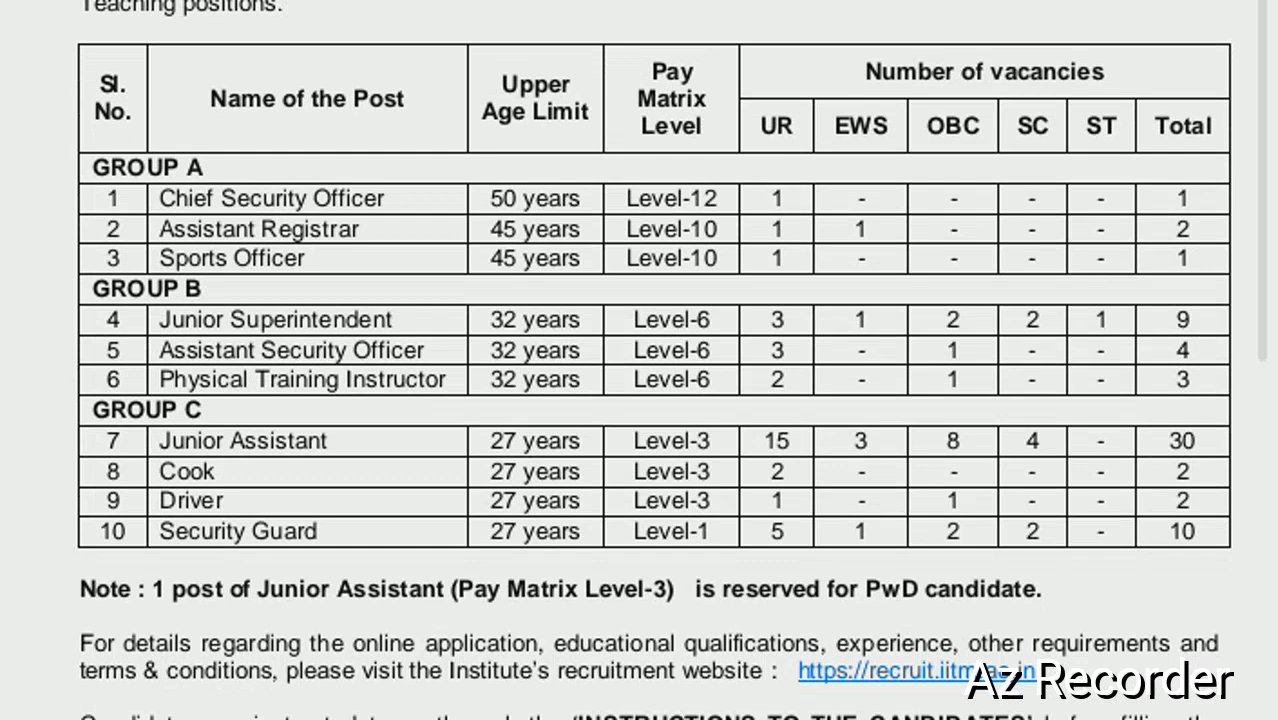 Teaching positions.
Sl. No. Name of the Post Upper Age Limit Pay Matrix Level Number of vacancies
UR EWS OBC SC ST Total
GROUP A
1 Chief Security Officer 50 years Level-12 1 - - - - 1
2 Assistant Registrar 45 years Level-10 1 1 - - - 2
3 Sports Officer 45 years Level-10 1 - - - - 1
GROUP B
4 Junior Superintendent 32 years Level-6 3 1 2 2 1 9
5 Assistant Security Officer 32 years Level-6 3 - 1 - - 4
6 Physical Training Instructor 32 years Level-6 2 - 1 - - 3
GROUP C
7 Junior Assistant 27 years Level-3 15 3 8 4 - 30
8 Cook 27 years Level-3 2 - - - - 2
9 Driver 27 years Level-3 1 - 1 - - 2
10 Security Guard 27 years Level-1 5 1 2 2 - 10
Note : 1 post of Junior Assistant (Pay Matrix Level-3) is reserved for PwD candidate.
For details regarding the online application, educational qualifications, experience, other requirements and
terms & conditions, please visit the Institute's recruitment website :
Az Recorder
'INSTRUCTIONS TO THE CANDIDATES'